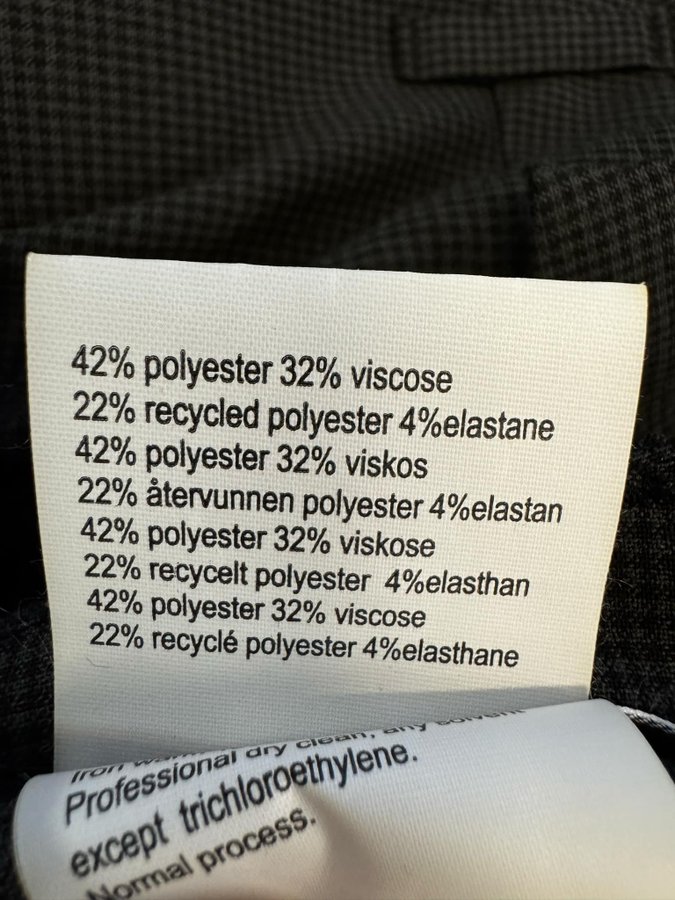 42% polyester 32% viscose
22% recycled polyester 4%elastane
42% polyester 32% viskos
22% återvunnen polyester 4%elastan
42% polyester 32% viskose
22% recycelt polyester 4%elasthan
42% polyester 32% viscose
22% recyclé polyester 4%elasthane
Iron warm
Professional dry clean, any solvent
except trichloroethylene.
Normal process.